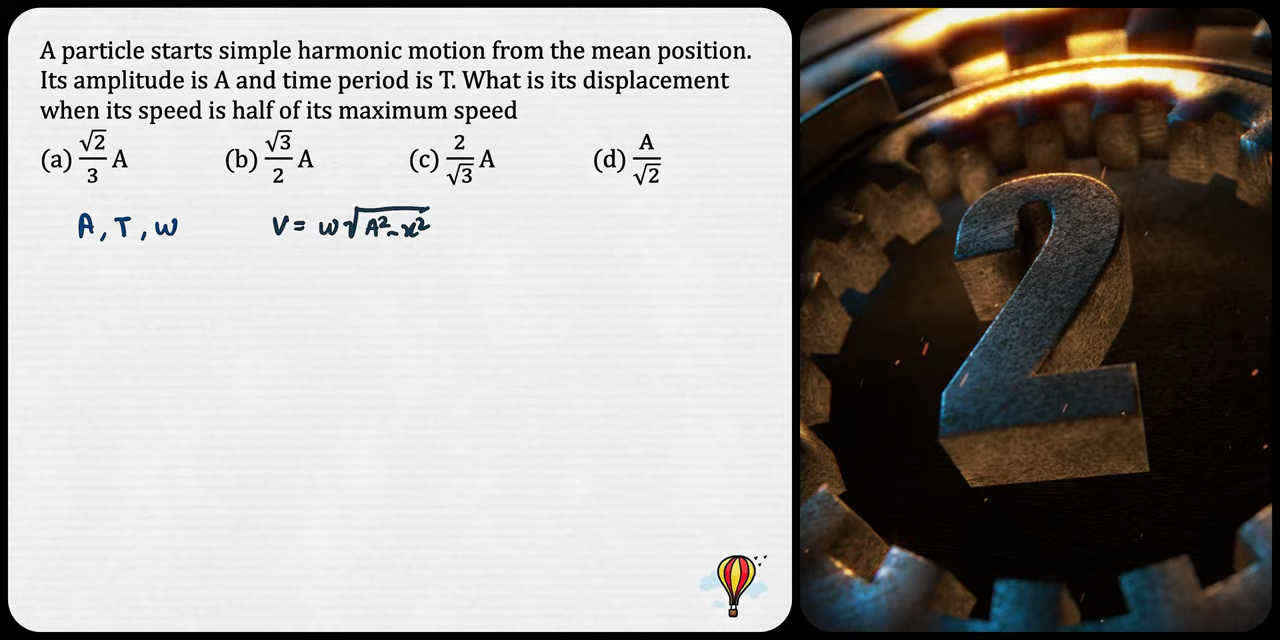 A particle starts simple harmonic motion from the mean position.
Its amplitude is A and time period is T. What is its displacement
when its speed is half of its maximum speed
(a) √2/3 A (b) √3/2 A (c) 2/√3 A (d) A/√2
A, T, w V = w√A²-x²
2